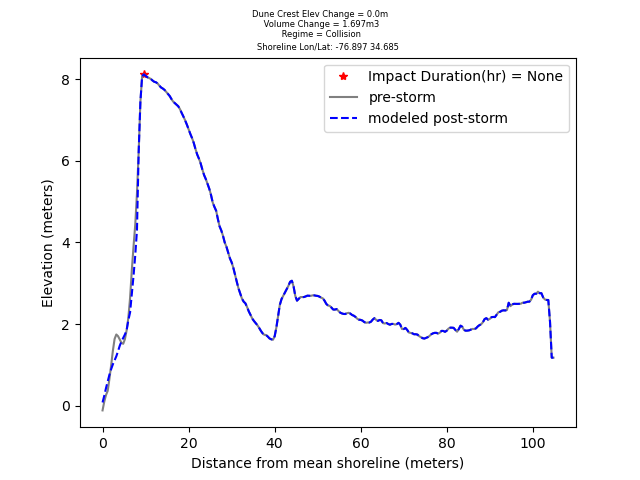 Dune Crest Elev Change = 0.0m
Volume Change = 1.697m3
Regime = Collision
Shoreline Lon/Lat: -76.897 34.685
Impact Duration(hr) = None
pre-storm
modeled post-storm
Elevation (meters)
8
6
4
2
0
0 20 40 60 80 100
Distance from mean shoreline (meters)